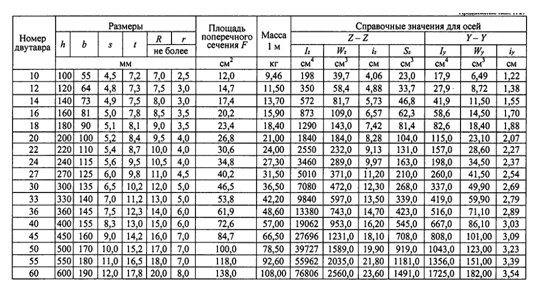 Номер двутавра Размеры Площадь поперечного сечения F Масса 1 м Справочные значения для осей
h b s t R r Z – Z Y – Y
не более Iz Wz iz Sz Iy Wy iy
мм см² кг см⁴ см³ см см³ см⁴ см³ см
10 100 55 4,5 7,2 7,0 2,5 12,0 9,46 198 39,7 4,06 23,0 17,9 6,49 1,22
12 120 64 4,8 7,3 7,5 3,0 14,7 11,50 350 58,4 4,88 33,7 27,9 8,72 1,38
14 140 73 4,9 7,5 8,0 3,0 17,4 13,70 572 81,7 5,73 46,8 41,9 11,50 1,55
16 160 81 5,0 7,8 8,5 3,5 20,2 15,90 873 109,0 6,57 62,3 58,6 14,50 1,70
18 180 90 5,1 8,1 9,0 3,5 23,4 18,40 1290 143,0 7,42 81,4 82,6 18,40 1,88
20 200 100 5,2 8,4 9,5 4,0 26,8 21,00 1840 184,0 8,28 104,0 115,0 23,10 2,07
22 220 110 5,4 8,7 10,0 4,0 30,6 24,00 2550 232,0 9,13 131,0 157,0 28,60 2,27
24 240 115 5,6 9,5 10,5 4,0 34,8 27,30 3460 289,0 9,97 163,0 198,0 34,50 2,37
27 270 125 6,0 9,8 11,0 4,5 40,2 31,50 5010 371,0 11,20 210,0 260,0 41,50 2,54
30 300 135 6,5 10,2 12,0 5,0 46,5 36,50 7080 472,0 12,30 268,0 337,0 49,90 2,69
33 330 140 7,0 11,2 13,0 5,0 53,8 42,20 9840 597,0 13,50 339,0 419,0 59,90 2,79
36 360 145 7,5 12,3 14,0 6,0 61,9 48,60 13380 743,0 14,70 423,0 516,0 71,10 2,89
40 400 155 8,3 13,0 15,0 6,0 72,6 57,00 19062 953,0 16,20 545,0 667,0 86,10 3,03
45 450 160 9,0 14,2 16,0 7,0 84,7 66,50 27696 1231,0 18,10 708,0 808,0 101,00 3,09
50 500 170 10,0 15,2 17,0 7,0 100,0 78,50 39727 1589,0 19,90 919,0 1043,0 123,00 3,23
55 550 180 11,0 16,5 18,0 7,0 118,0 92,60 55962 2035,0 21,80 1181,0 1356,0 151,00 3,39
60 600 190 12,0 17,8 20,0 8,0 138,0 108,00 76806 2560,0 23,60 1491,0 1725,0 182,00 3,54